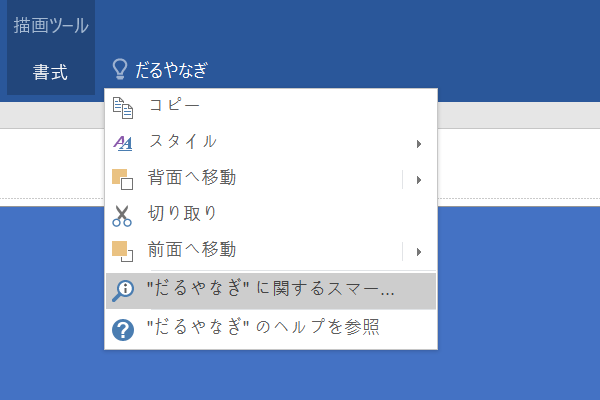 描画ツール
書式
だるやなぎ
コピー
スタイル
背面へ移動
切り取り
前面へ移動
"だるやなぎ" に関するスマー...
"だるやなぎ" のヘルプを参照